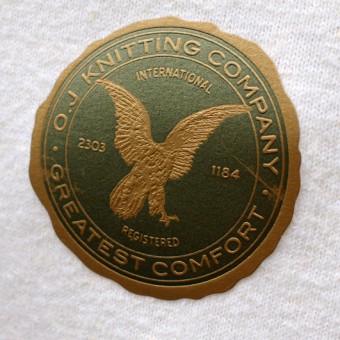 O.J KNITTING COMPANY
INTERNATIONAL
2303
1184
REGISTERED
GREATEST COMFORT